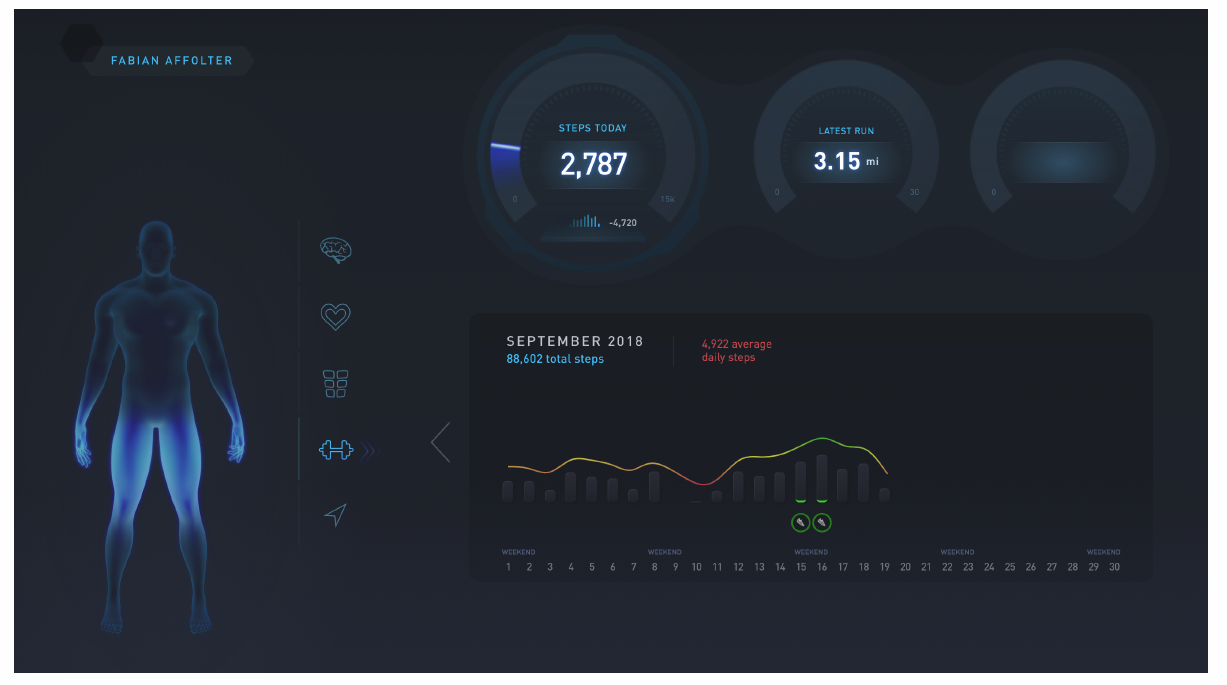 FABIAN AFFOLTER
STEPS TODAY
2,787
0
15k
-4,720
LATEST RUN
3.15 mi
0
30
0
SEPTEMBER 2018
88,602 total steps
4,922 average
daily steps
WEEKEND WEEKEND WEEKEND WEEKEND WEEKEND
1 2 3 4 5 6 7 8 9 10 11 12 13 14 15 16 17 18 19 20 21 22 23 24 25 26 27 28 29 30